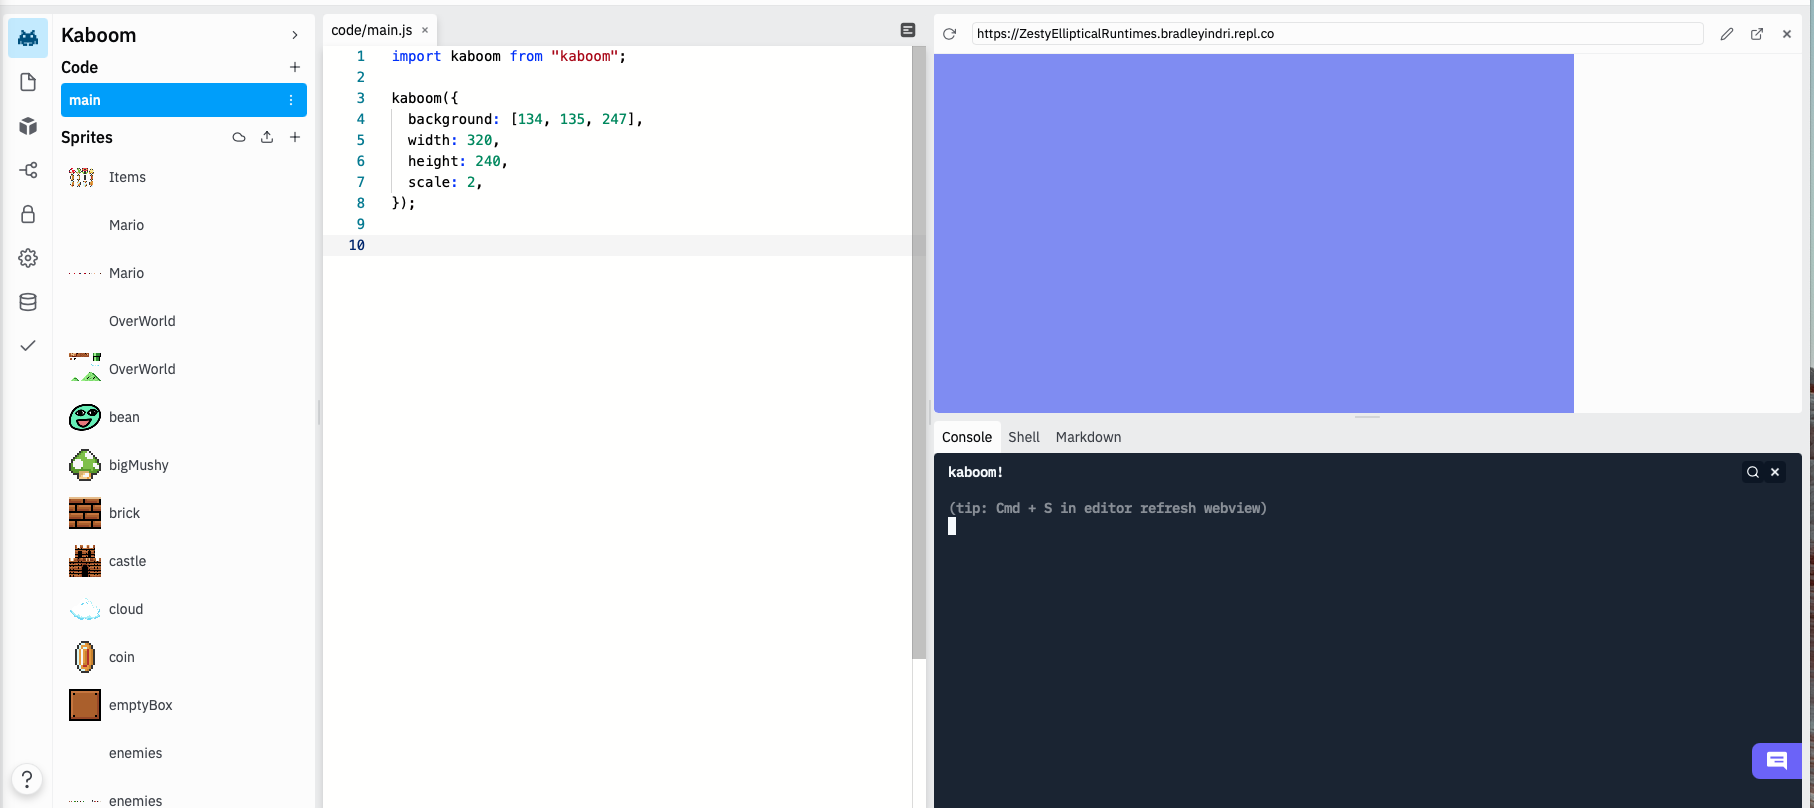 Kaboom
Code
main
Sprites
Items
Mario
Mario
OverWorld
OverWorld
bean
bigMushy
brick
castle
cloud
coin
emptyBox
enemies
enemies
?
code/main.js ×
1 import kaboom from "kaboom";
2
3 kaboom({
4 background: [134, 135, 247],
5 width: 320,
6 height: 240,
7 scale: 2,
8 });
9
10
https://ZestyEllipticalRuntimes.bradleyindri.repl.co
Console Shell Markdown
kaboom!
(tip: Cmd + S in editor refresh webview)